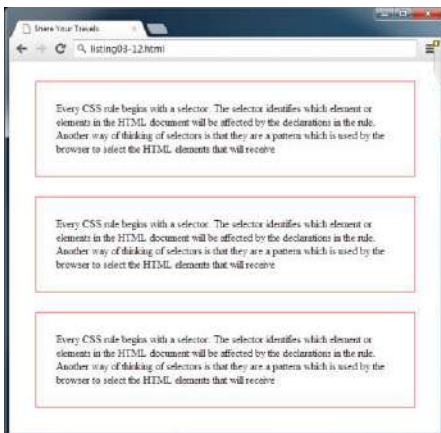 Share Your Travels
listing03-12.html
Every CSS rule begins with a selector. The selector identifies which element or
elements in the HTML document will be affected by the declarations in the rule.
Another way of thinking of selectors is that they are a pattern which is used by the
browser to select the HTML elements that will receive
Every CSS rule begins with a selector. The selector identifies which element or
elements in the HTML document will be affected by the declarations in the rule.
Another way of thinking of selectors is that they are a pattern which is used by the
browser to select the HTML elements that will receive
Every CSS rule begins with a selector. The selector identifies which element or
elements in the HTML document will be affected by the declarations in the rule.
Another way of thinking of selectors is that they are a pattern which is used by the
browser to select the HTML elements that will receive